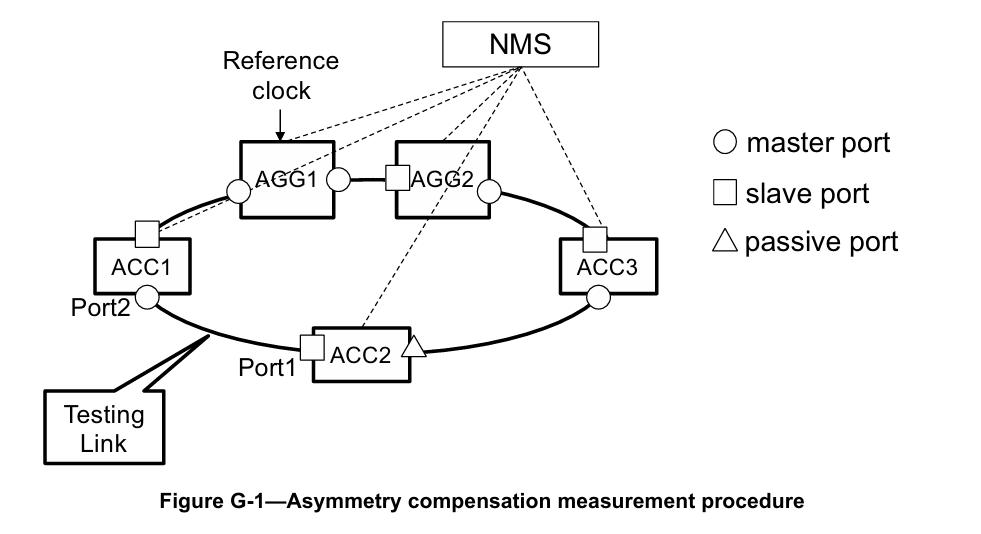 NMS
Reference
clock
master port
AGG1
AGG2
slave port
passive port
ACC1
ACC3
Port2
ACC2
Port1
Testing
Link
Figure G-1—Asymmetry compensation measurement procedure